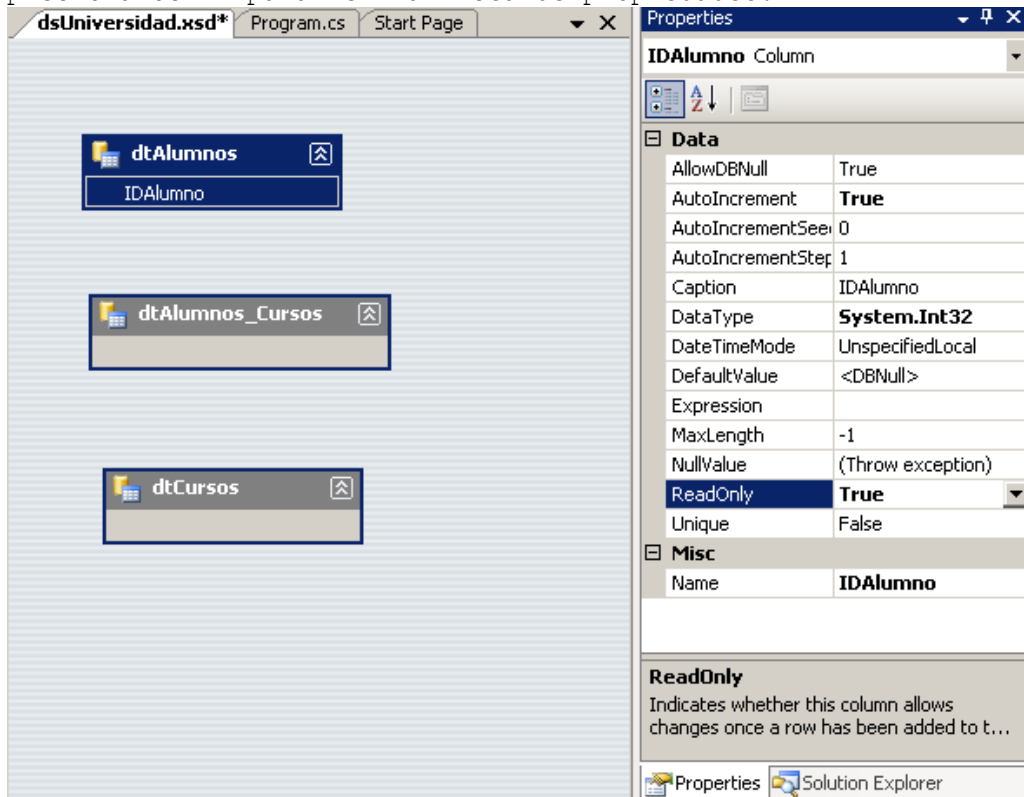 dsUniversidad.xsd* Program.cs Start Page
dtAlumnos
IDAlumno
dtAlumnos_Cursos
dtCursos
Properties
IDAlumno Column
Data
AllowDBNull True
AutoIncrement True
AutoIncrementSee 0
AutoIncrementStep 1
Caption IDAlumno
DataType System.Int32
DateTimeMode UnspecifiedLocal
DefaultValue <DBNull>
Expression
MaxLength -1
NullValue (Throw exception)
ReadOnly True
Unique False
Misc
Name IDAlumno
ReadOnly
Indicates whether this column allows
changes once a row has been added to t...
Properties Solution Explorer